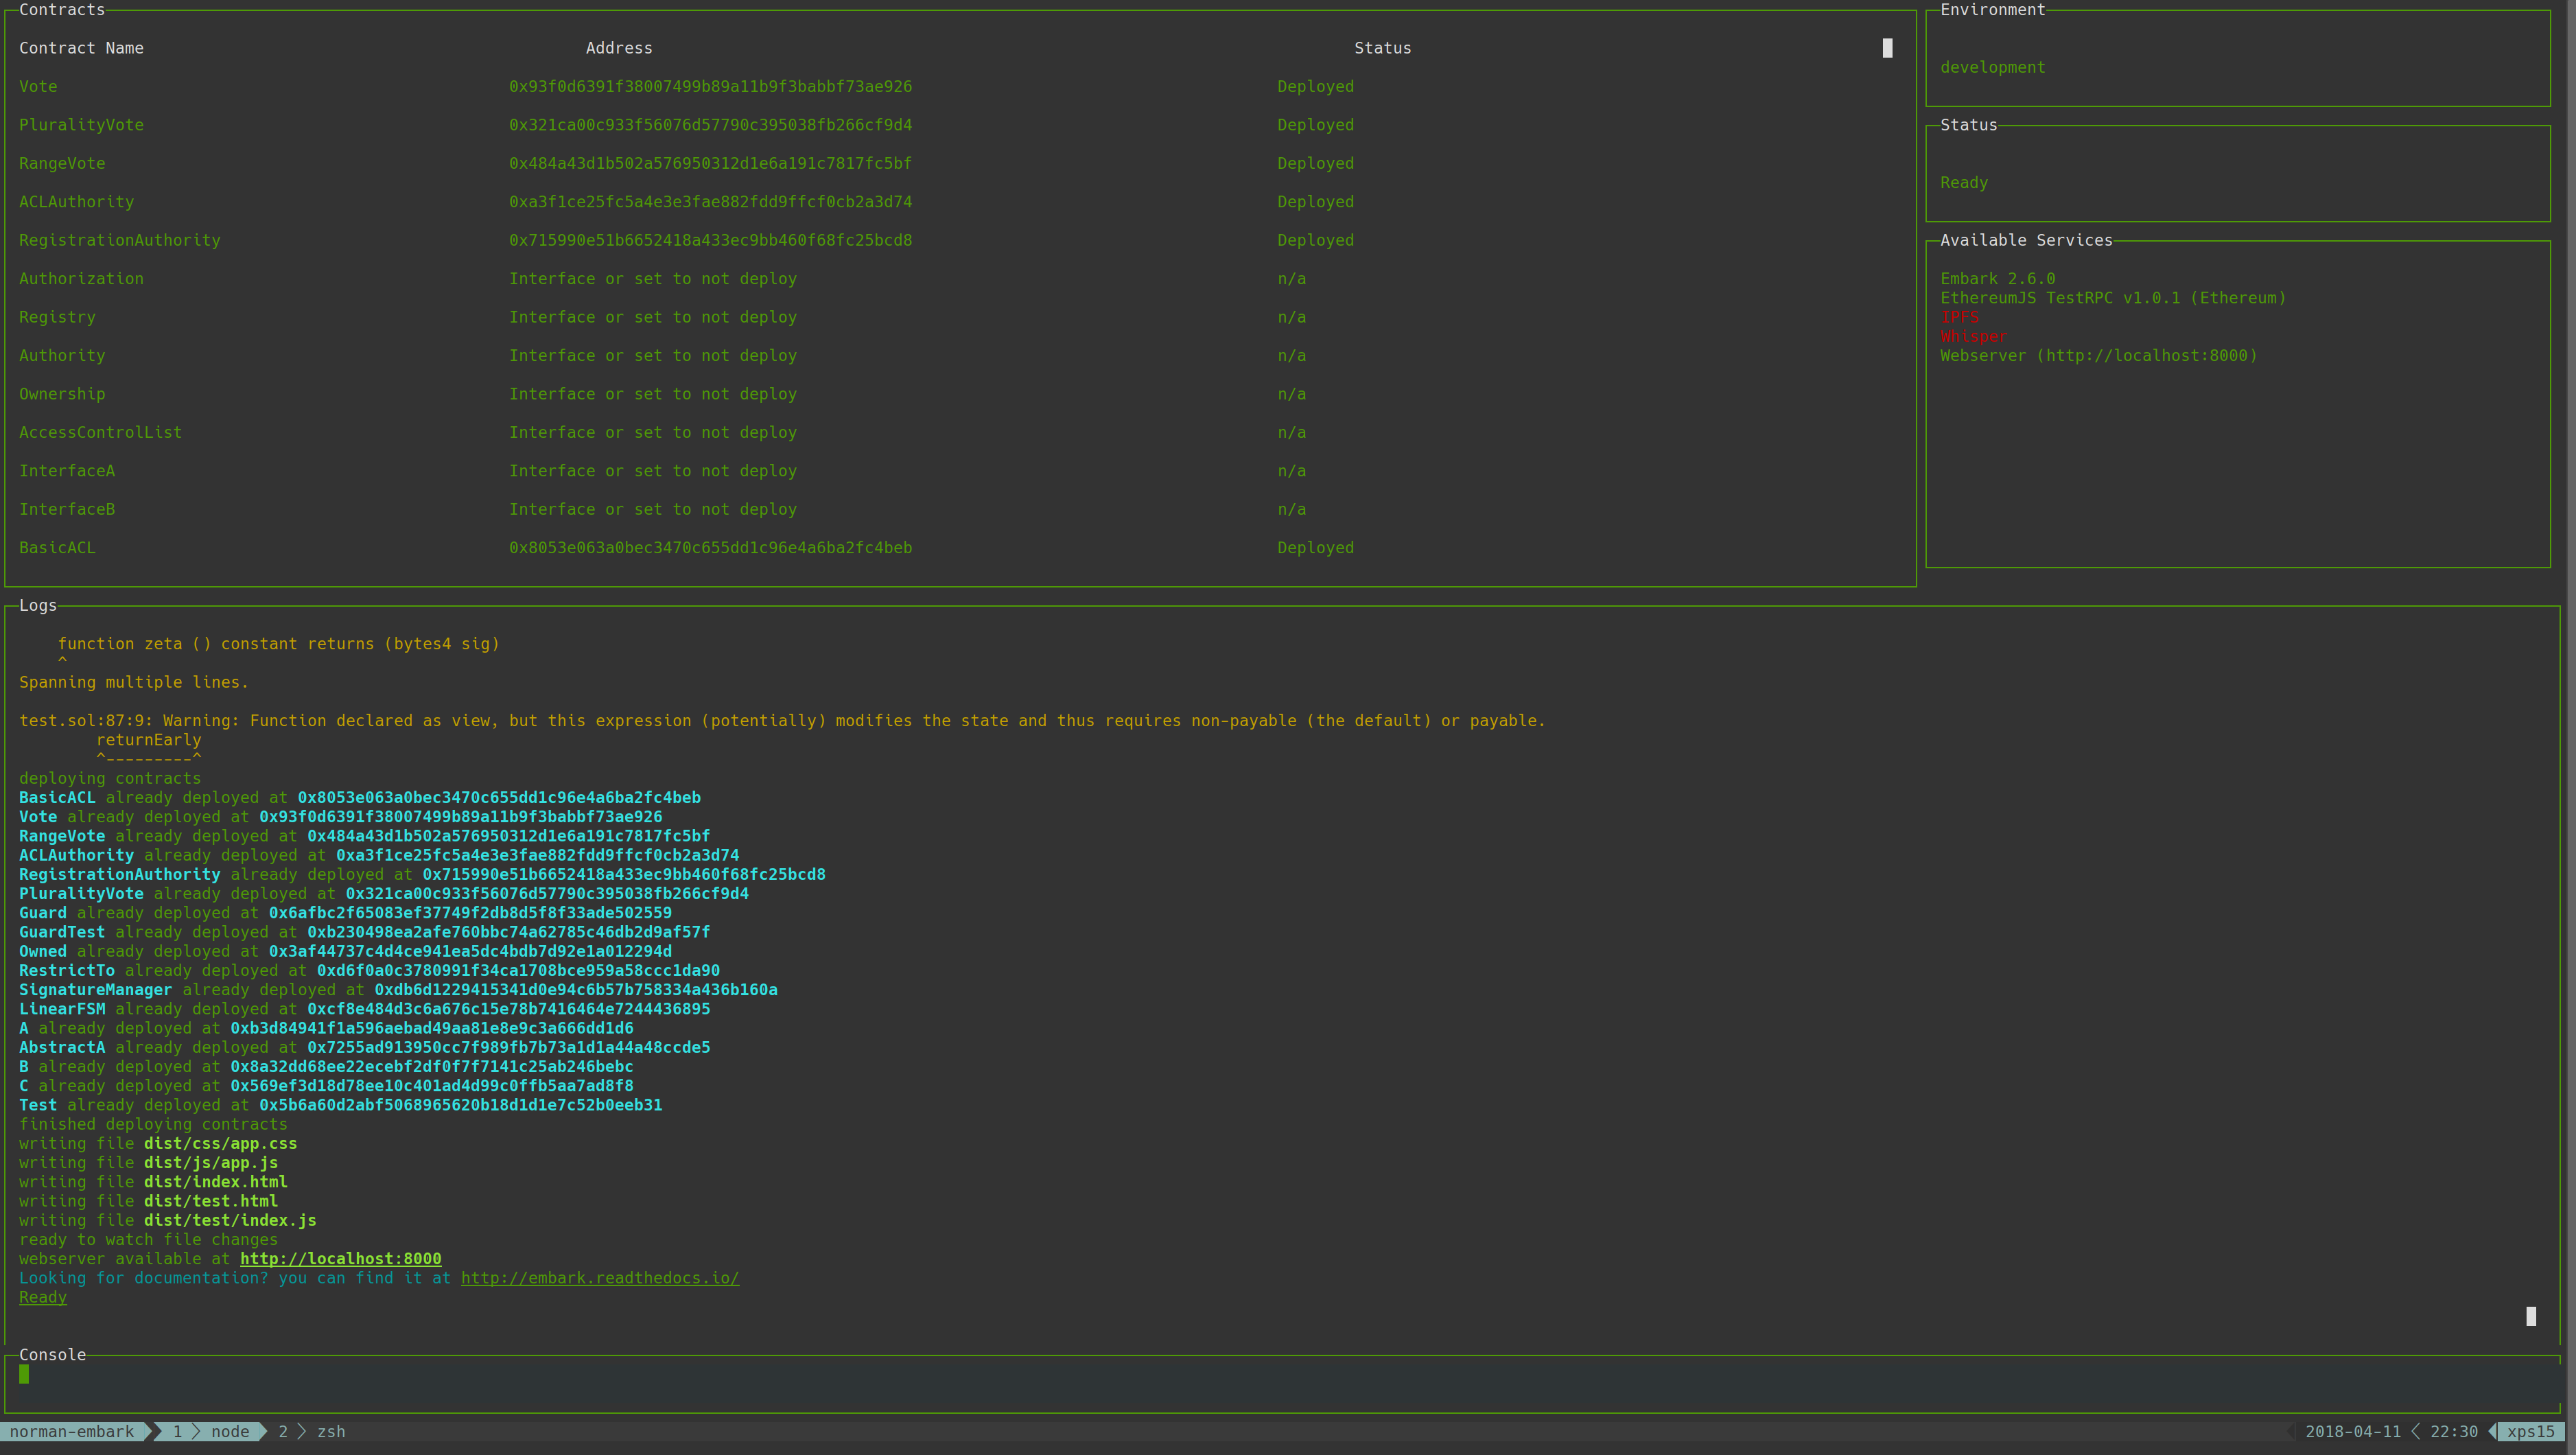 Contracts
Contract Name Address Status
Vote 0x93f0d6391f38007499b89a11b9f3babbf73ae926 Deployed
PluralityVote 0x321ca00c933f56076d57790c395038fb266cf9d4 Deployed
RangeVote 0x484a43d1b502a576950312d1e6a191c7817fc5bf Deployed
ACLAuthority 0xa3f1ce25fc5a4e3e3fae882fdd9ffcf0cb2a3d74 Deployed
RegistrationAuthority 0x715990e51b6652418a433ec9bb460f68fc25bcd8 Deployed
Authorization Interface or set to not deploy n/a
Registry Interface or set to not deploy n/a
Authority Interface or set to not deploy n/a
Ownership Interface or set to not deploy n/a
AccessControlList Interface or set to not deploy n/a
InterfaceA Interface or set to not deploy n/a
InterfaceB Interface or set to not deploy n/a
BasicACL 0x8053e063a0bec3470c655dd1c96e4a6ba2fc4beb Deployed
Environment
development
Status
Ready
Available Services
Embark 2.6.0
EthereumJS TestRPC v1.0.1 (Ethereum)
IPFS
Whisper
Webserver (http://localhost:8000)
Logs
function zeta () constant returns (bytes4 sig)
^
Spanning multiple lines.
test.sol:87:9: Warning: Function declared as view, but this expression (potentially) modifies the state and thus requires non-payable (the default) or payable.
returnEarly
^---------^
deploying contracts
BasicACL already deployed at 0x8053e063a0bec3470c655dd1c96e4a6ba2fc4beb
Vote already deployed at 0x93f0d6391f38007499b89a11b9f3babbf73ae926
RangeVote already deployed at 0x484a43d1b502a576950312d1e6a191c7817fc5bf
ACLAuthority already deployed at 0xa3f1ce25fc5a4e3e3fae882fdd9ffcf0cb2a3d74
RegistrationAuthority already deployed at 0x715990e51b6652418a433ec9bb460f68fc25bcd8
PluralityVote already deployed at 0x321ca00c933f56076d57790c395038fb266cf9d4
Guard already deployed at 0x6afbc2f65083ef37749f2db8d5f8f33ade502559
GuardTest already deployed at 0xb230498ea2afe760bbc74a62785c46db2d9af57f
Owned already deployed at 0x3af44737c4d4ce941ea5dc4bdb7d92e1a012294d
RestrictTo already deployed at 0xd6f0a0c3780991f34ca1708bce959a58ccc1da90
SignatureManager already deployed at 0xdb6d1229415341d0e94c6b57b758334a436b160a
LinearFSM already deployed at 0xcf8e484d3c6a676c15e78b7416464e7244436895
A already deployed at 0xb3d84941f1a596aebad49aa81e8e9c3a666dd1d6
AbstractA already deployed at 0x7255ad913950cc7f989fb7b73a1d1a44a48ccde5
B already deployed at 0x8a32dd68ee22ecebf2df0f7f7141c25ab246bebc
C already deployed at 0x569ef3d18d78ee10c401ad4d99c0ffb5aa7ad8f8
Test already deployed at 0x5b6a60d2abf5068965620b18d1d1e7c52b0eeb31
finished deploying contracts
writing file dist/css/app.css
writing file dist/js/app.js
writing file dist/index.html
writing file dist/test.html
writing file dist/test/index.js
ready to watch file changes
webserver available at http://localhost:8000
Looking for documentation? you can find it at http://embark.readthedocs.io/
Ready
Console
norman-embark 1 node 2 zsh 2018-04-11 22:30 xps15